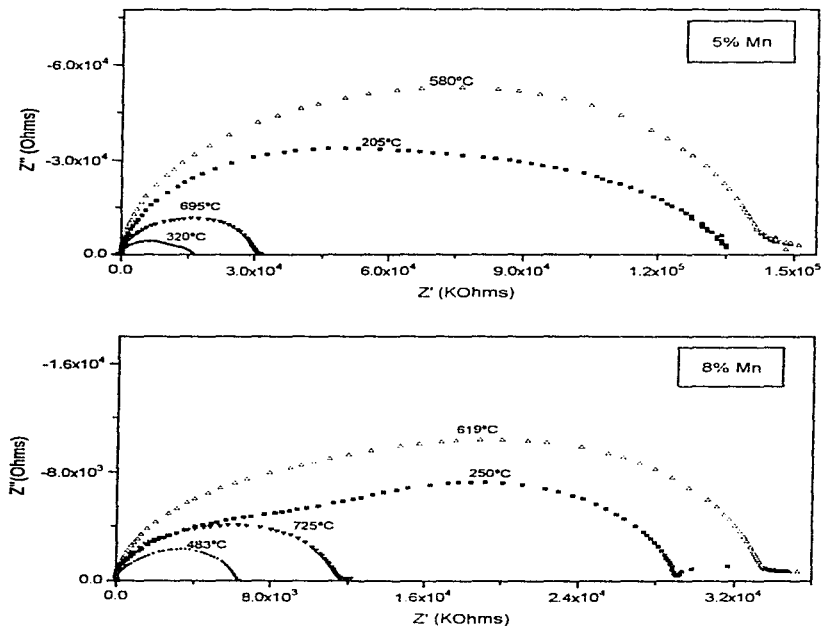 5% Mn
-6.0x10⁴
580°C
Z'' (Ohms)
205°C
-3.0x10⁴
695°C
320°C
0.0
0.0 3.0x10⁴ 6.0x10⁴ 9.0x10⁴ 1.2x10⁵ 1.5x10⁵
Z' (KOhms)
8% Mn
-1.6x10⁴
619°C
Z''(Ohms)
-8.0x10³
250°C
725°C
483°C
0.0
0.0 8.0x10³ 1.6x10⁴ 2.4x10⁴ 3.2x10⁴
Z' (KOhms)